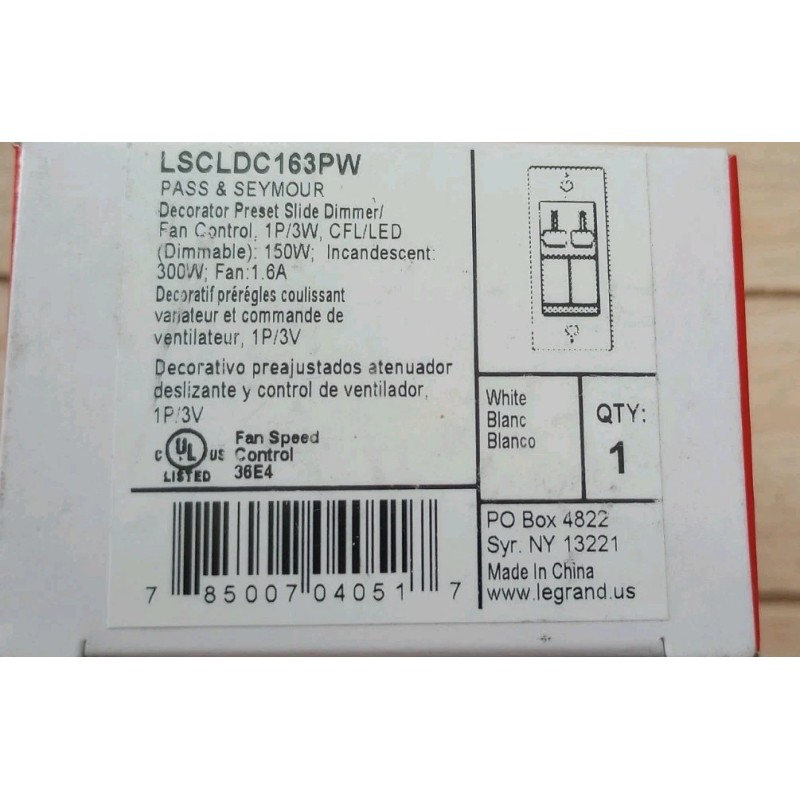 LSCLDC163PW
PASS & SEYMOUR
Decorator Preset Slide Dimmer/
Fan Control, 1P/3W, CFL/LED
(Dimmable): 150W; Incandescent:
300W; Fan:1.6A
Decoratif préréglés coulissant
variateur et commande de
ventilateur, 1P/3V
Decorativo preajustados atenuador
deslizante y control de ventilador,
1P/3V
C UL US
LISTED
Fan Speed
Control
36E4
White
Blanc
Blanco
QTY:
1
7 85007 04051 7
PO Box 4822
Syr. NY 13221
Made In China
www.legrand.us